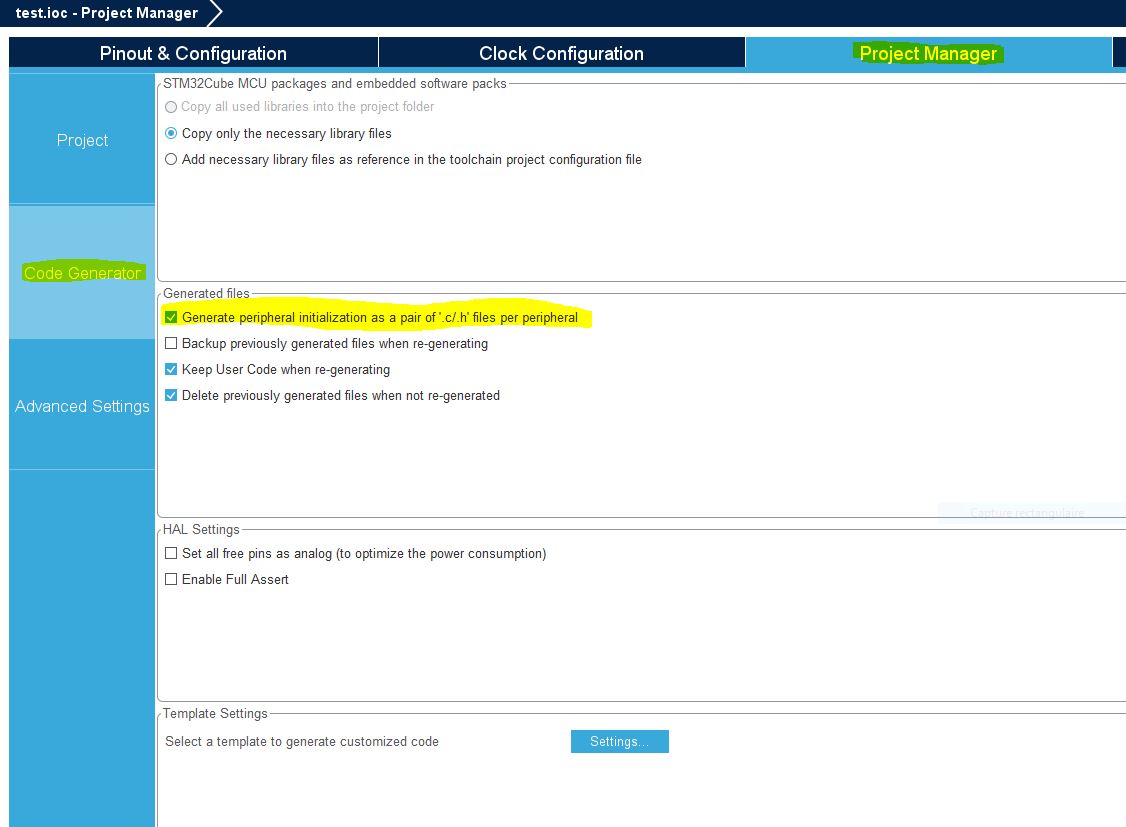 test.ioc - Project Manager
Pinout & Configuration
Clock Configuration
Project Manager
Project
Code Generator
Advanced Settings
STM32Cube MCU packages and embedded software packs
Copy all used libraries into the project folder
Copy only the necessary library files
Add necessary library files as reference in the toolchain project configuration file
Generated files
Generate peripheral initialization as a pair of '.c/.h' files per peripheral
Backup previously generated files when re-generating
Keep User Code when re-generating
Delete previously generated files when not re-generated
Capture rectangulaire
HAL Settings
Set all free pins as analog (to optimize the power consumption)
Enable Full Assert
Template Settings
Select a template to generate customized code
Settings...